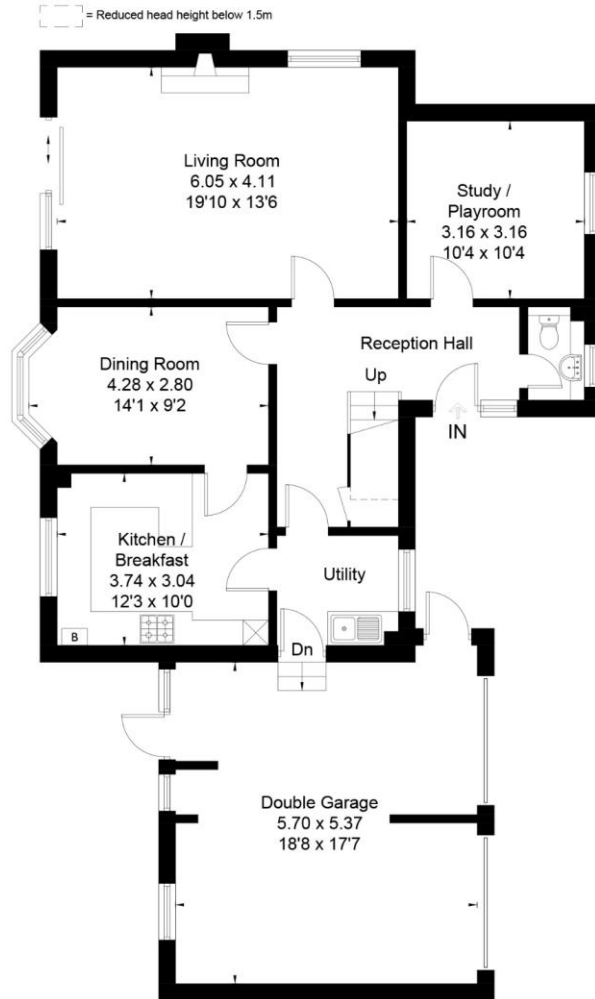 = Reduced head height below 1.5m
Living Room
6.05 x 4.11
19'10 x 13'6
Study /
Playroom
3.16 x 3.16
10'4 x 10'4
Reception Hall
Up
Dining Room
4.28 x 2.80
14'1 x 9'2
IN
Kitchen /
Breakfast
3.74 x 3.04
12'3 x 10'0
Utility
B
Dn
Double Garage
5.70 x 5.37
18'8 x 17'7